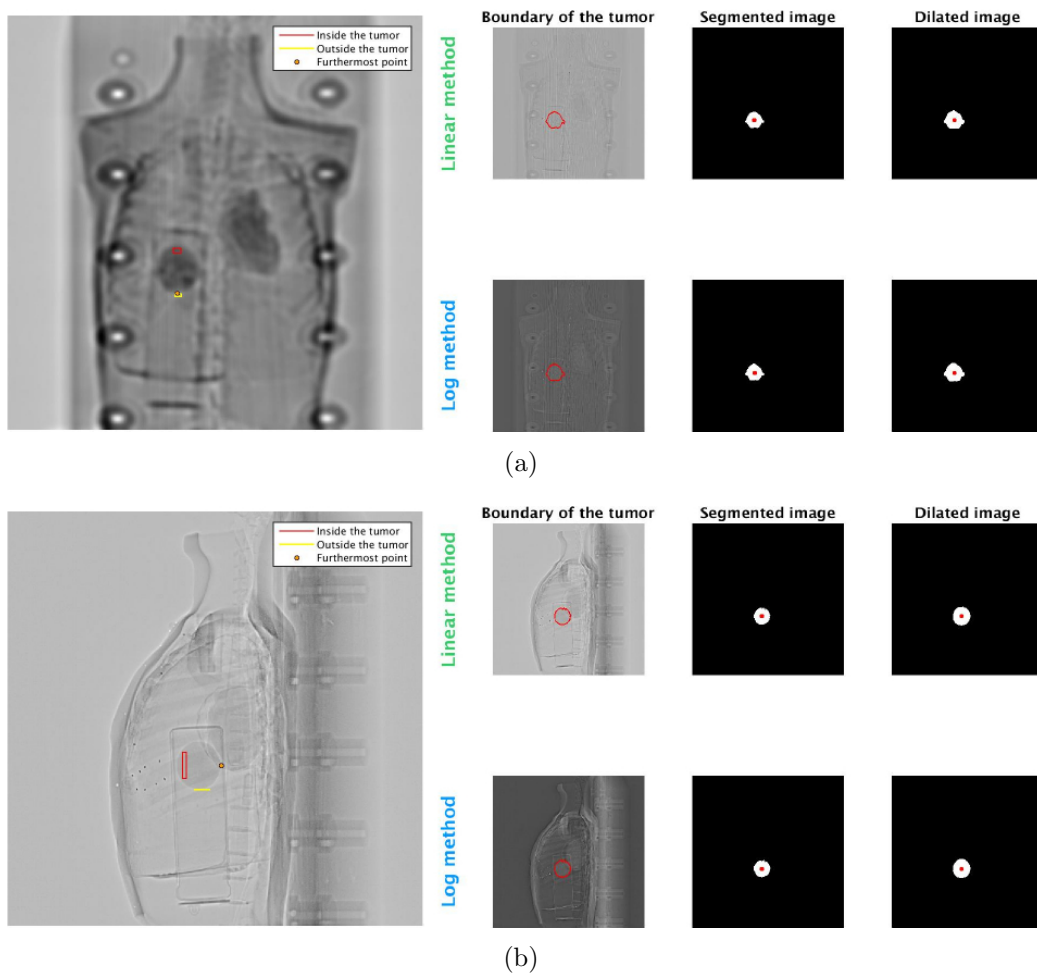 Inside the tumor
Outside the tumor
Furthermost point
Linear method
Boundary of the tumor
Segmented image
Dilated image
Log method
(a)
Inside the tumor
Outside the tumor
Furthermost point
Linear method
Boundary of the tumor
Segmented image
Dilated image
Log method
(b)